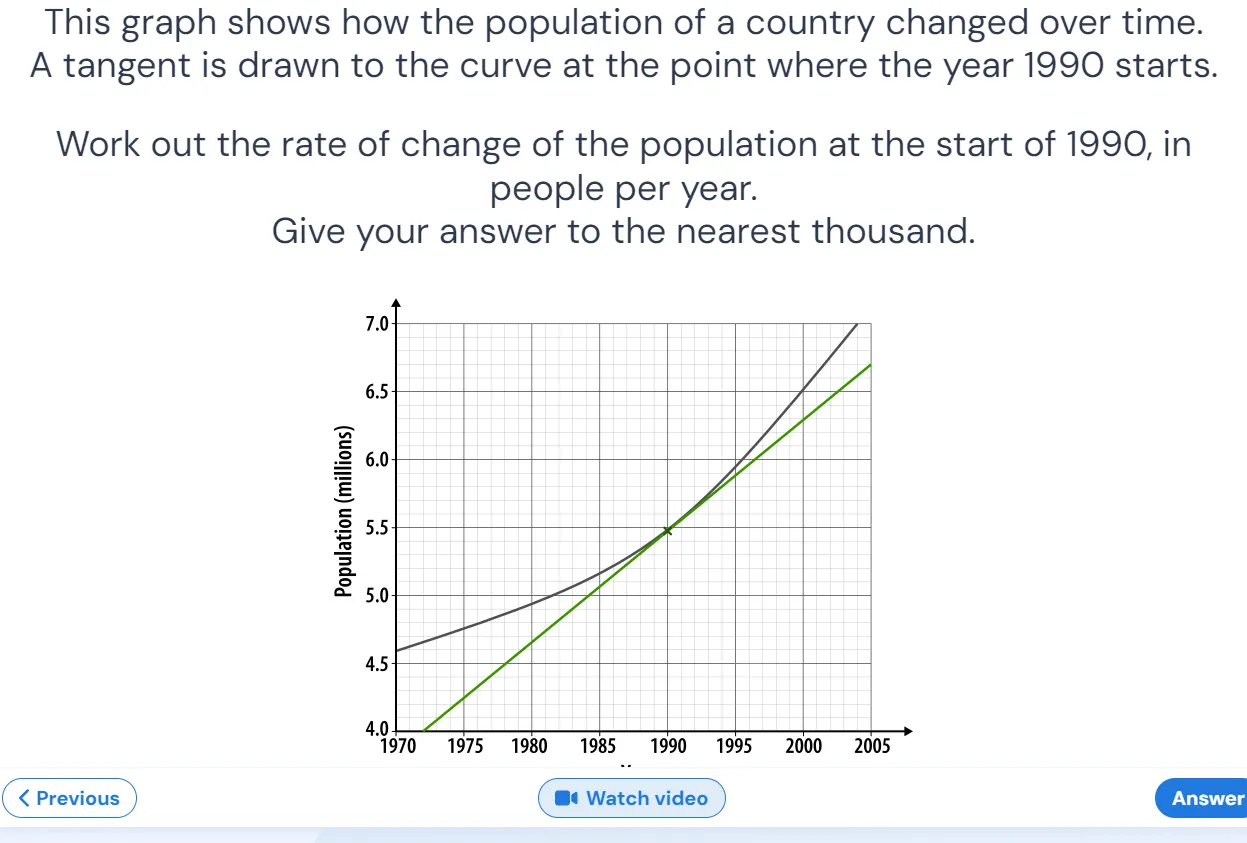 This graph shows how the population of a country changed over time.
A tangent is drawn to the curve at the point where the year 1990 starts.
Work out the rate of change of the population at the start of 1990, in
people per year.
Give your answer to the nearest thousand.
7.0
6.5
6.0
5.5
5.0
4.5
4.0
Population (millions)
1970 1975 1980 1985 1990 1995 2000 2005
Previous
Watch video
Answer